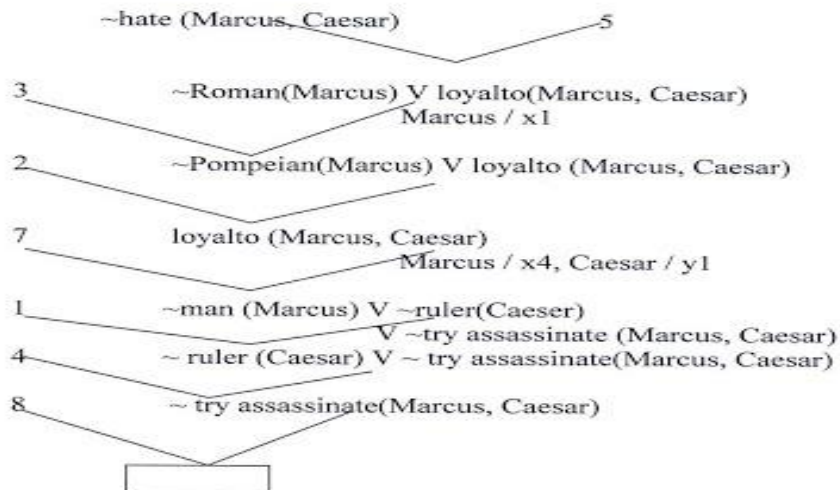 ~hate (Marcus, Caesar) 5
3 ~Roman(Marcus) V loyalto(Marcus, Caesar)
Marcus / x1
~Pompeian(Marcus) V loyalto (Marcus, Caesar)
2
7 loyalto (Marcus, Caesar)
Marcus / x4, Caesar / y1
1 ~man (Marcus) V ~ruler(Caeser)
V ~try assassinate (Marcus, Caesar)
4 ~ ruler (Caesar) V ~ try assassinate(Marcus, Caesar)
8 ~ try assassinate(Marcus, Caesar)